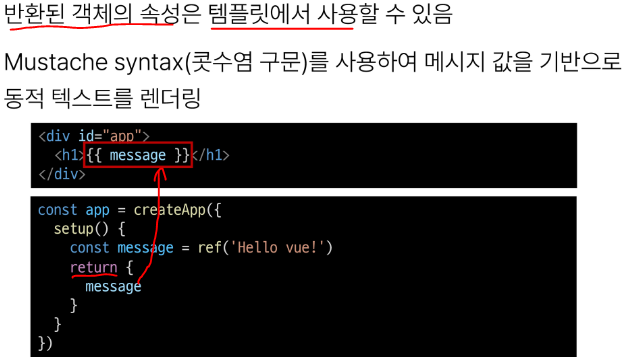 반환된 객체의 속성은 템플릿에서 사용할 수 있음
Mustache syntax(콧수염 구문)를 사용하여 메시지 값을 기반으로
동적 텍스트를 렌더링
<div id="app">
  <h1>{{ message }}</h1>
</div>
const app = createApp({
  setup() {
    const message = ref('Hello vue!')
    return {
      message
    }
  }
})